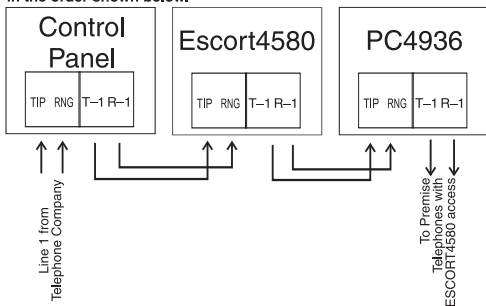 in the order shown below.
Control
Panel
TIP RNG T-1 R-1
Escort4580
TIP RNG T-1 R-1
PC4936
TIP RNG T-1 R-1
Line 1 from
Telephone Company
To Premise
Telephones with
ESCORT4580 access